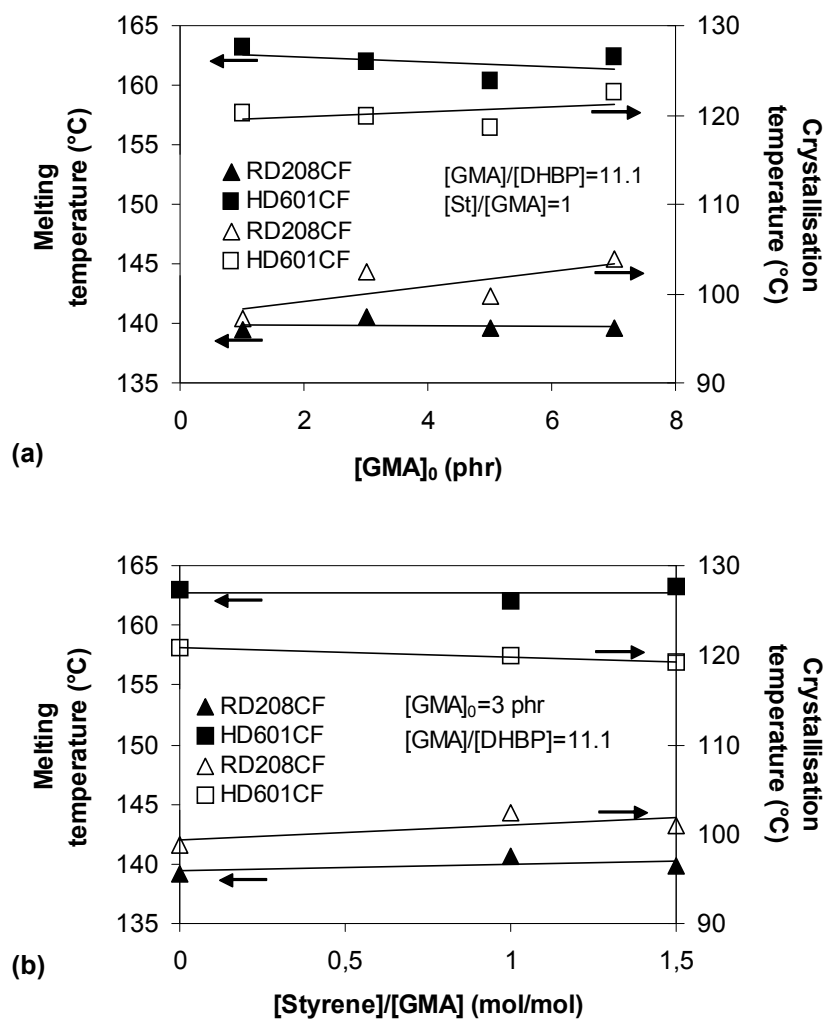 165
160
155
150
145
140
135
130
120
110
100
90
Melting
temperature (°C)
Crystallisation
temperature (°C)
▲ RD208CF
■ HD601CF
△ RD208CF
□ HD601CF
[GMA]/[DHBP]=11.1
[St]/[GMA]=1
0 2 4 6 8
(a)
[GMA]₀ (phr)
165
160
155
150
145
140
135
130
120
110
100
90
Melting
temperature (°C)
Crystallisation
temperature (°C)
▲ RD208CF
■ HD601CF
△ RD208CF
□ HD601CF
[GMA]₀=3 phr
[GMA]/[DHBP]=11.1
0 0,5 1 1,5
(b)
[Styrene]/[GMA] (mol/mol)